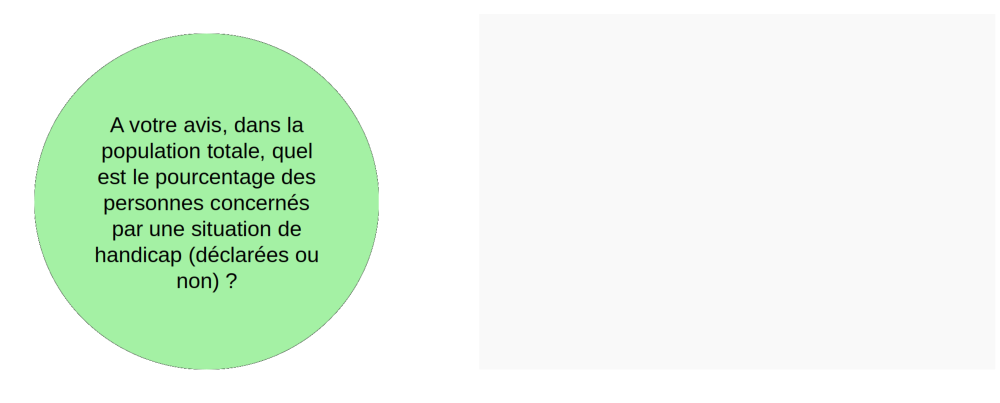 A votre avis, dans la
population totale, quel
est le pourcentage des
personnes concernés
par une situation de
handicap (déclarées ou
non) ?